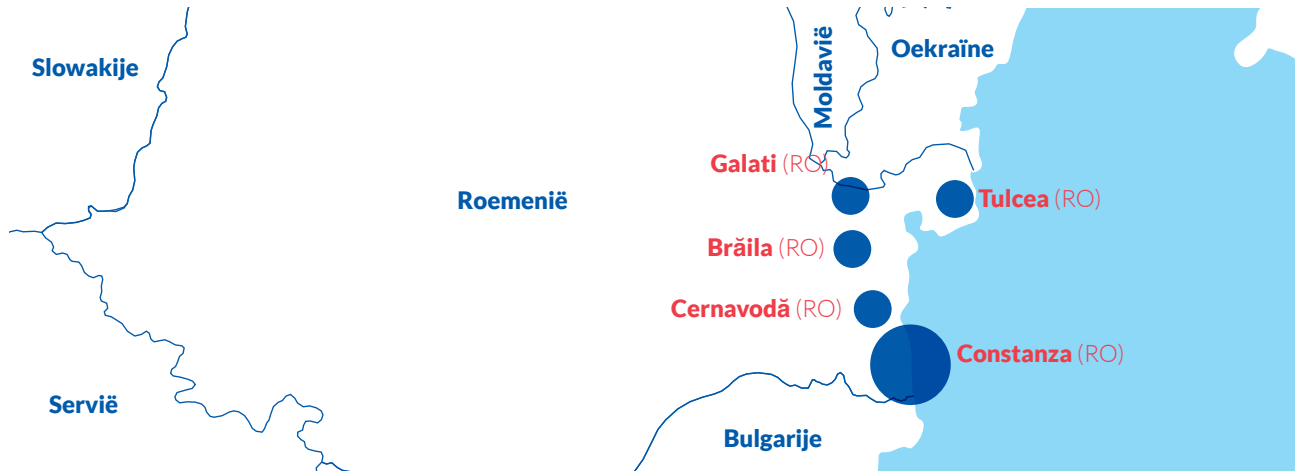 Slowakije
Moldavië
Oekraïne
Galati (RO)
Roemenië
Tulcea (RO)
Brăila (RO)
Cernavodă (RO)
Constanza (RO)
Servië
Bulgarije